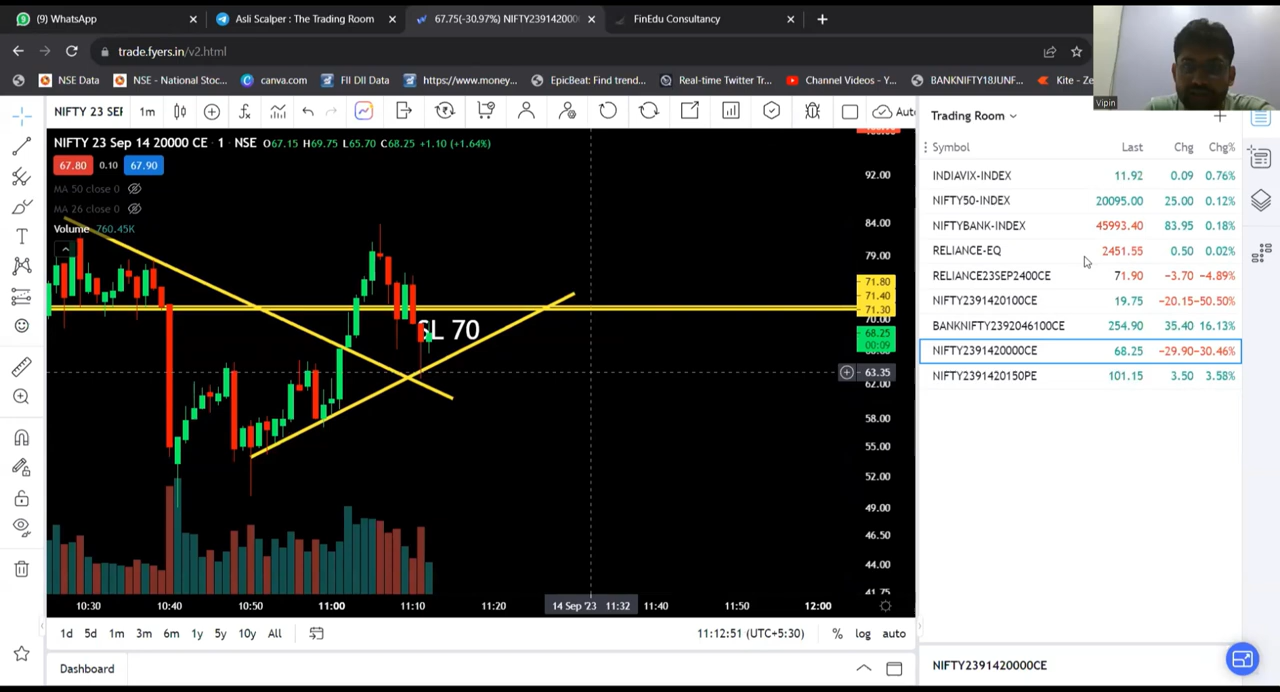 (9) WhatsApp
Asli Scalper : The Trading Room
67.75(-30.97%) NIFTY2391420000
FinEdu Consultancy
trade.fyers.in/v2.html
NSE Data
NSE - National Stoc...
canva.com
FII DII Data
https://www.money...
EpicBeat: Find trend...
Real-time Twitter Tr...
Channel Videos - Y...
BANKNIFTY18JUNF...
Kite - Ze
Vipin
NIFTY 23 SEP
1m
Auto
Trading Room
NIFTY 23 Sep 14 20000 CE · 1 · NSE O67.15 H69.75 L65.70 C68.25 +1.10 (+1.64%)
67.80 0.10 67.90
MA 50 close 0
MA 26 close 0
Volume 760.45K
SL 70
92.00
84.00
79.00
71.80
71.40
71.30
70.00
68.25
00:09
63.35
62.00
58.00
55.00
52.00
49.00
46.50
44.00
41.75
10:30 10:40 10:50 11:00 11:10 11:20 14 Sep '23 11:32 11:40 11:50 12:00
1d 5d 1m 3m 6m 1y 5y 10y All
11:12:51 (UTC+5:30) % log auto
Dashboard
Symbol Last Chg Chg%
INDIAVIX-INDEX 11.92 0.09 0.76%
NIFTY50-INDEX 20095.00 25.00 0.12%
NIFTYBANK-INDEX 45993.40 83.95 0.18%
RELIANCE-EQ 2451.55 0.50 0.02%
RELIANCE23SEP2400CE 71.90 −3.70 −4.89%
NIFTY2391420100CE 19.75 −20.15 −50.50%
BANKNIFTY2392046100CE 254.90 35.40 16.13%
NIFTY2391420000CE 68.25 −29.90 −30.46%
NIFTY2391420150PE 101.15 3.50 3.58%
NIFTY2391420000CE